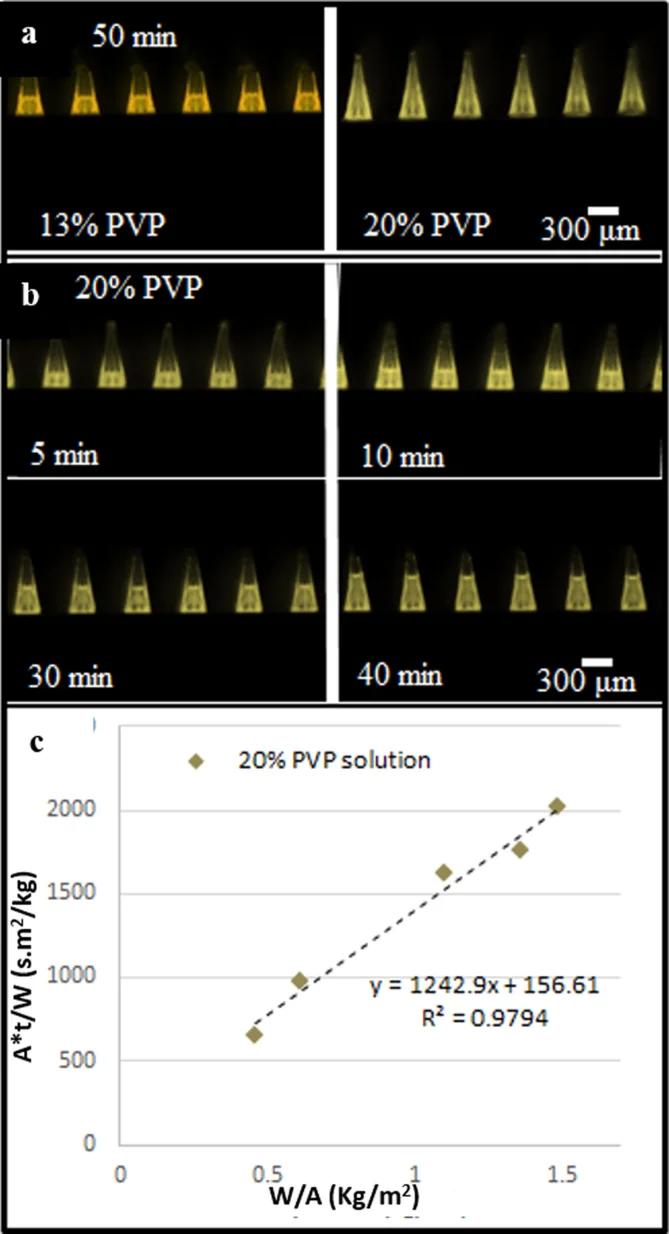 a
50 min
13% PVP
20% PVP
300 μm
b
20% PVP
5 min
10 min
30 min
40 min
300 μm
c
20% PVP solution
2000
1500
1000
500
0
A*t/W (s.m²/kg)
y = 1242.9x + 156.61
R² = 0.9794
0
0.5
1
1.5
W/A (Kg/m²)